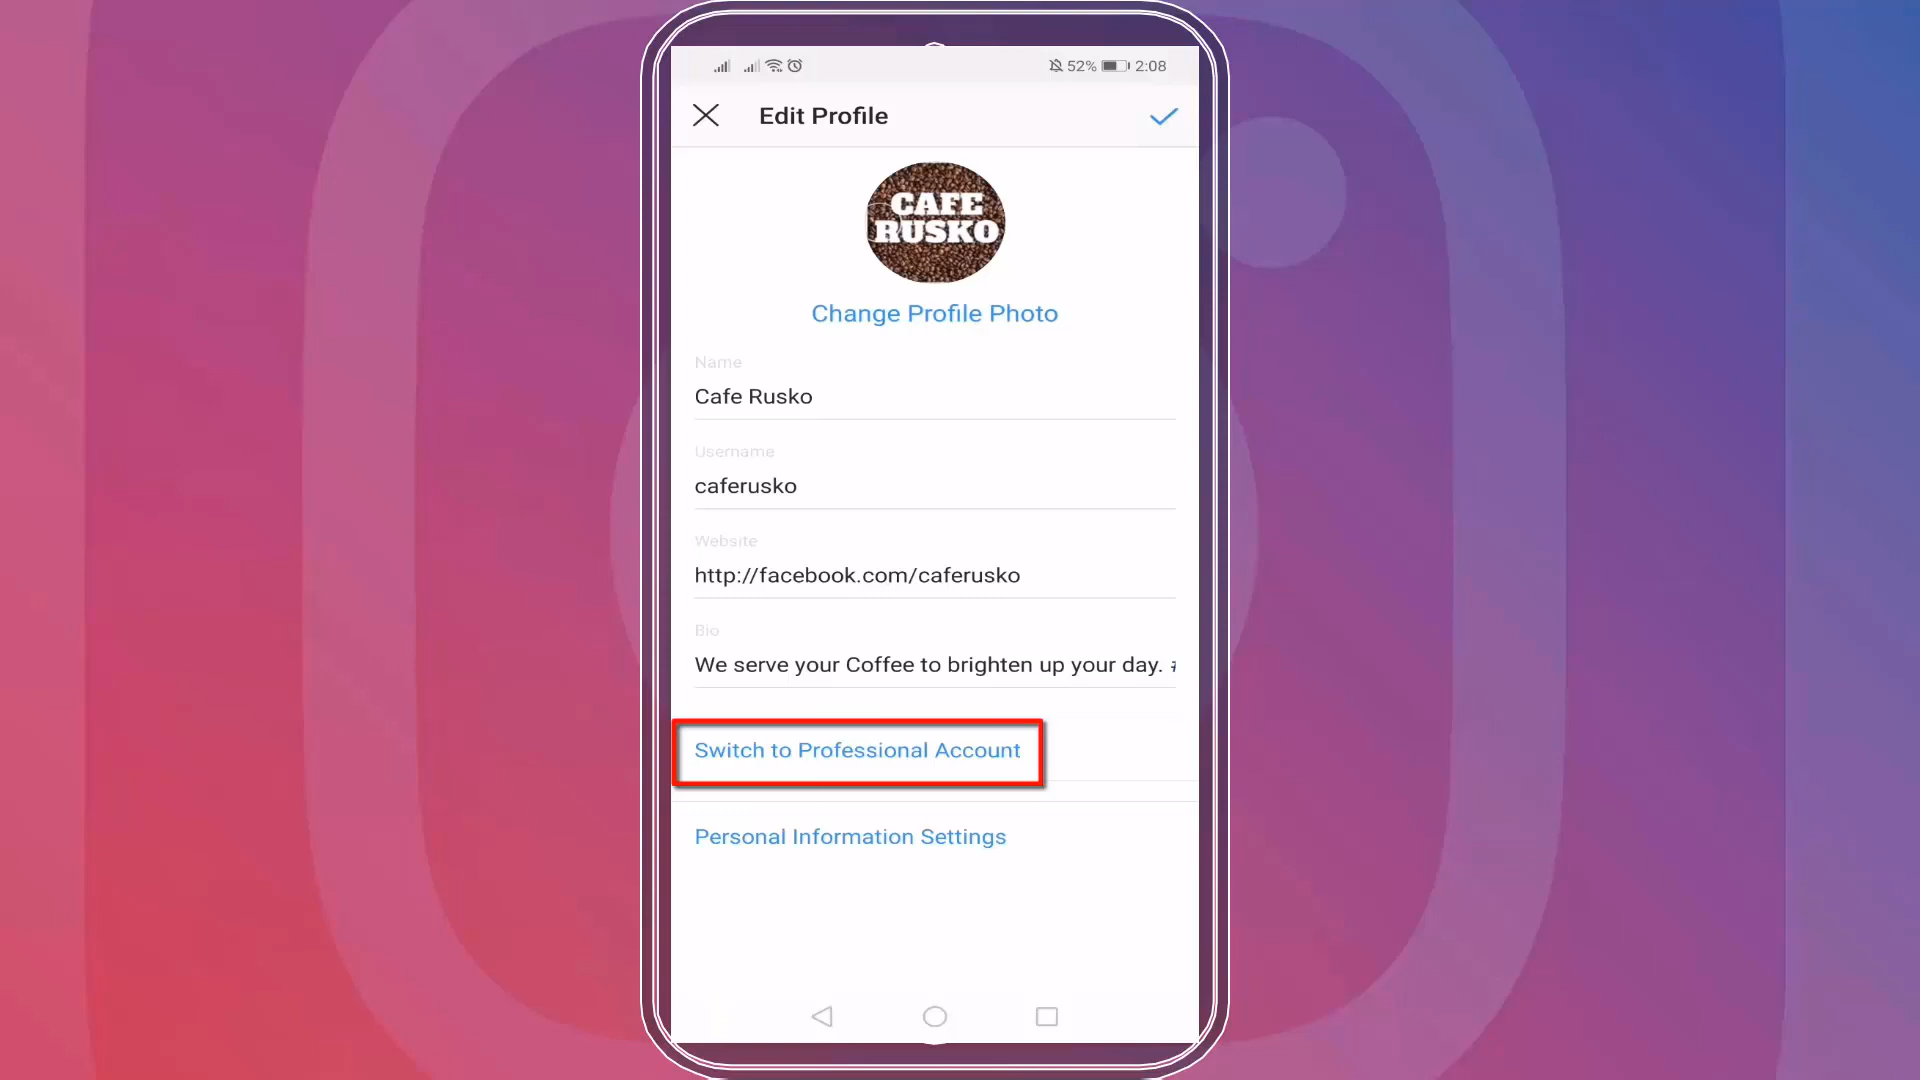 52% 2:08
Edit Profile
CAFE
RUSKO
Change Profile Photo
Name
Cafe Rusko
Username
caferusko
Website
http://facebook.com/caferusko
Bio
We serve your Coffee to brighten up your day.
Switch to Professional Account
Personal Information Settings